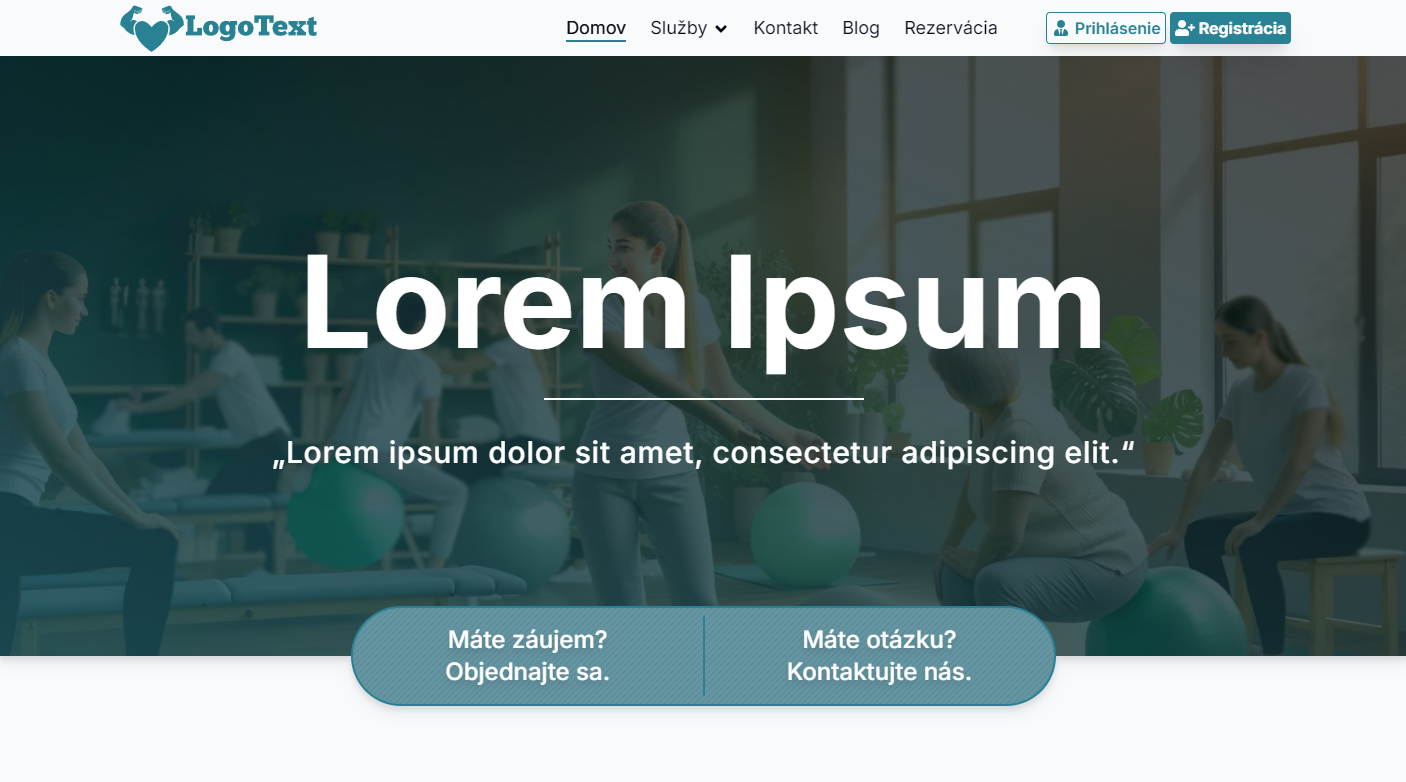 LogoText
Domov
Služby
Kontakt
Blog
Rezervácia
Prihlásenie
Registrácia
Lorem Ipsum
„Lorem ipsum dolor sit amet, consectetur adipiscing elit.“
Máte záujem?
Objednajte sa.
Máte otázku?
Kontaktujte nás.